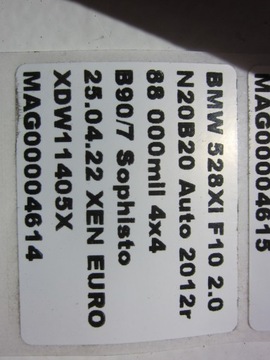 BMW 528XI F10 2.0
N20B20 Auto 2012r
88 000mil 4x4
B90/7 Sophisto
25.04.22 XEN EURO
XDW11405X
MAG00004614
MAG00004613